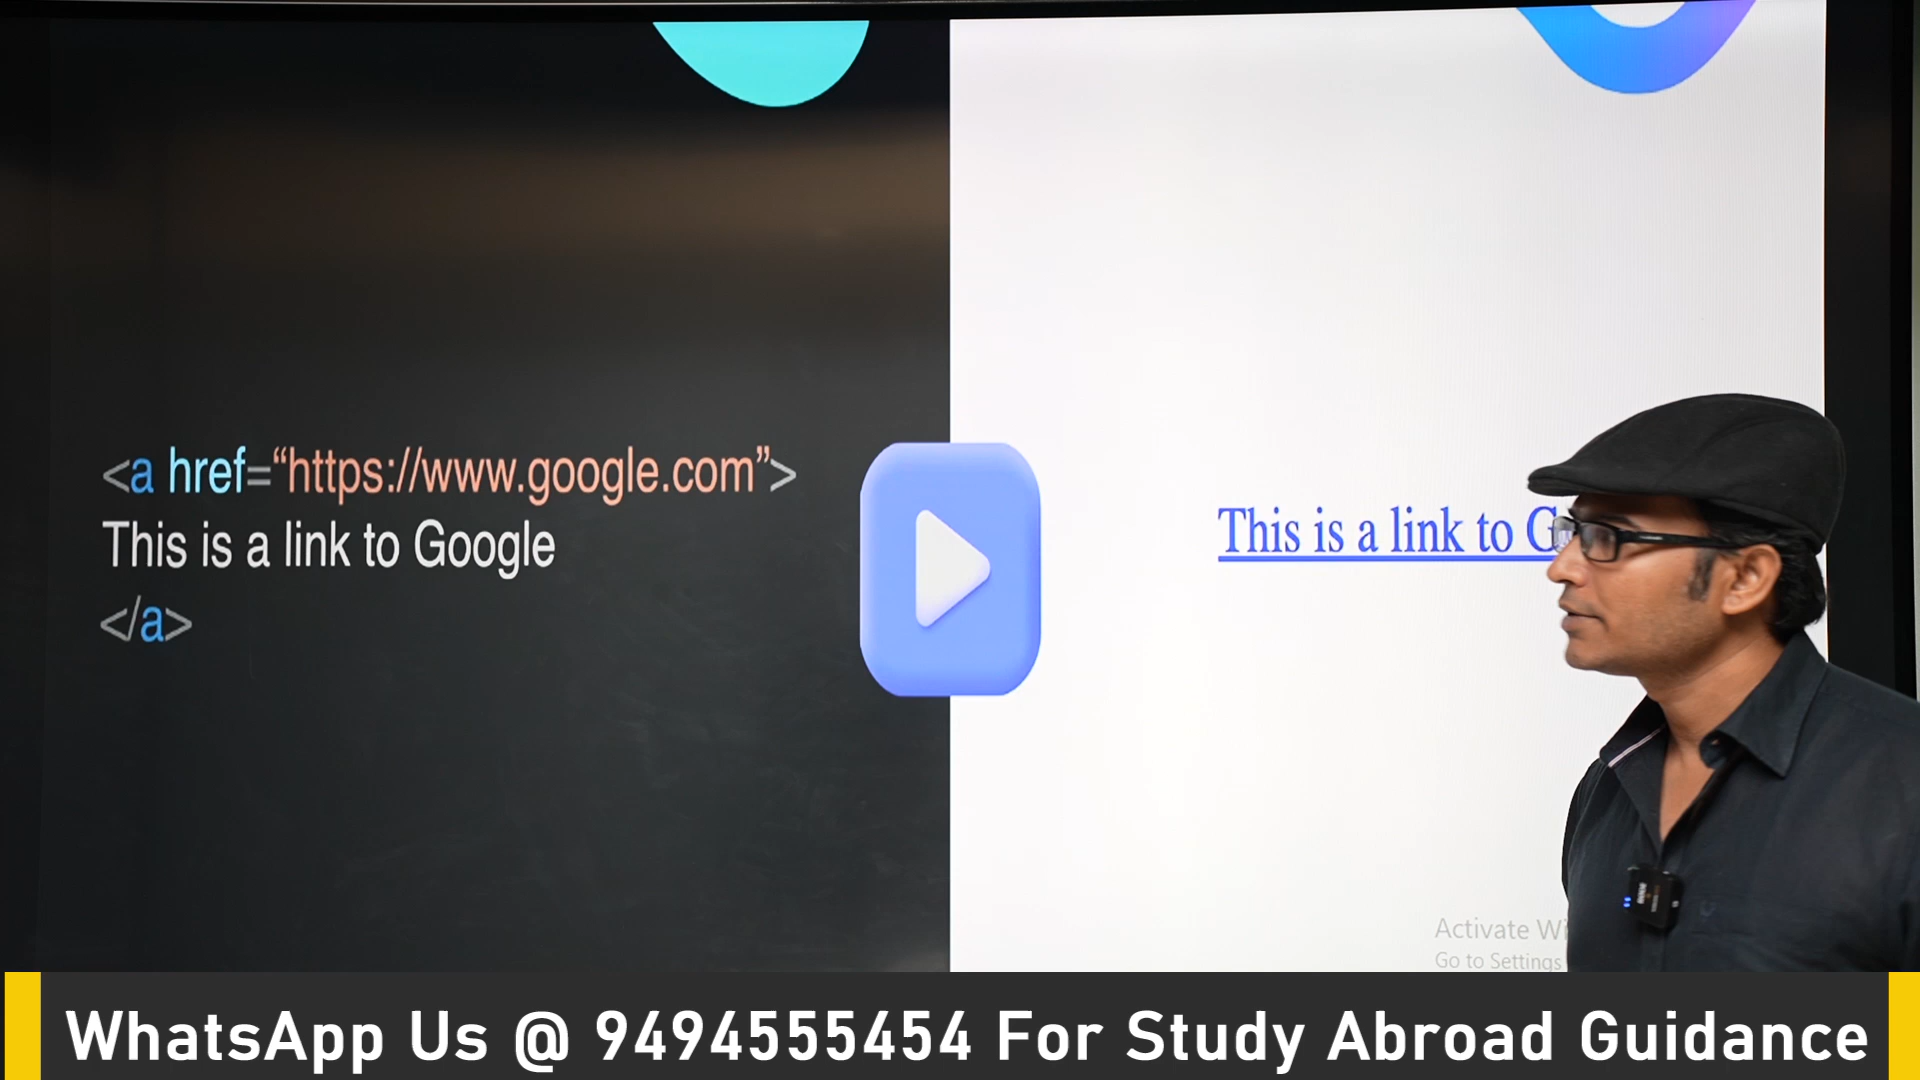 <a href=“https://www.google.com”>
This is a link to Google
</a>
This is a link to G
Activate Wi
Go to Settings
WhatsApp Us @ 9494555454 For Study Abroad Guidance